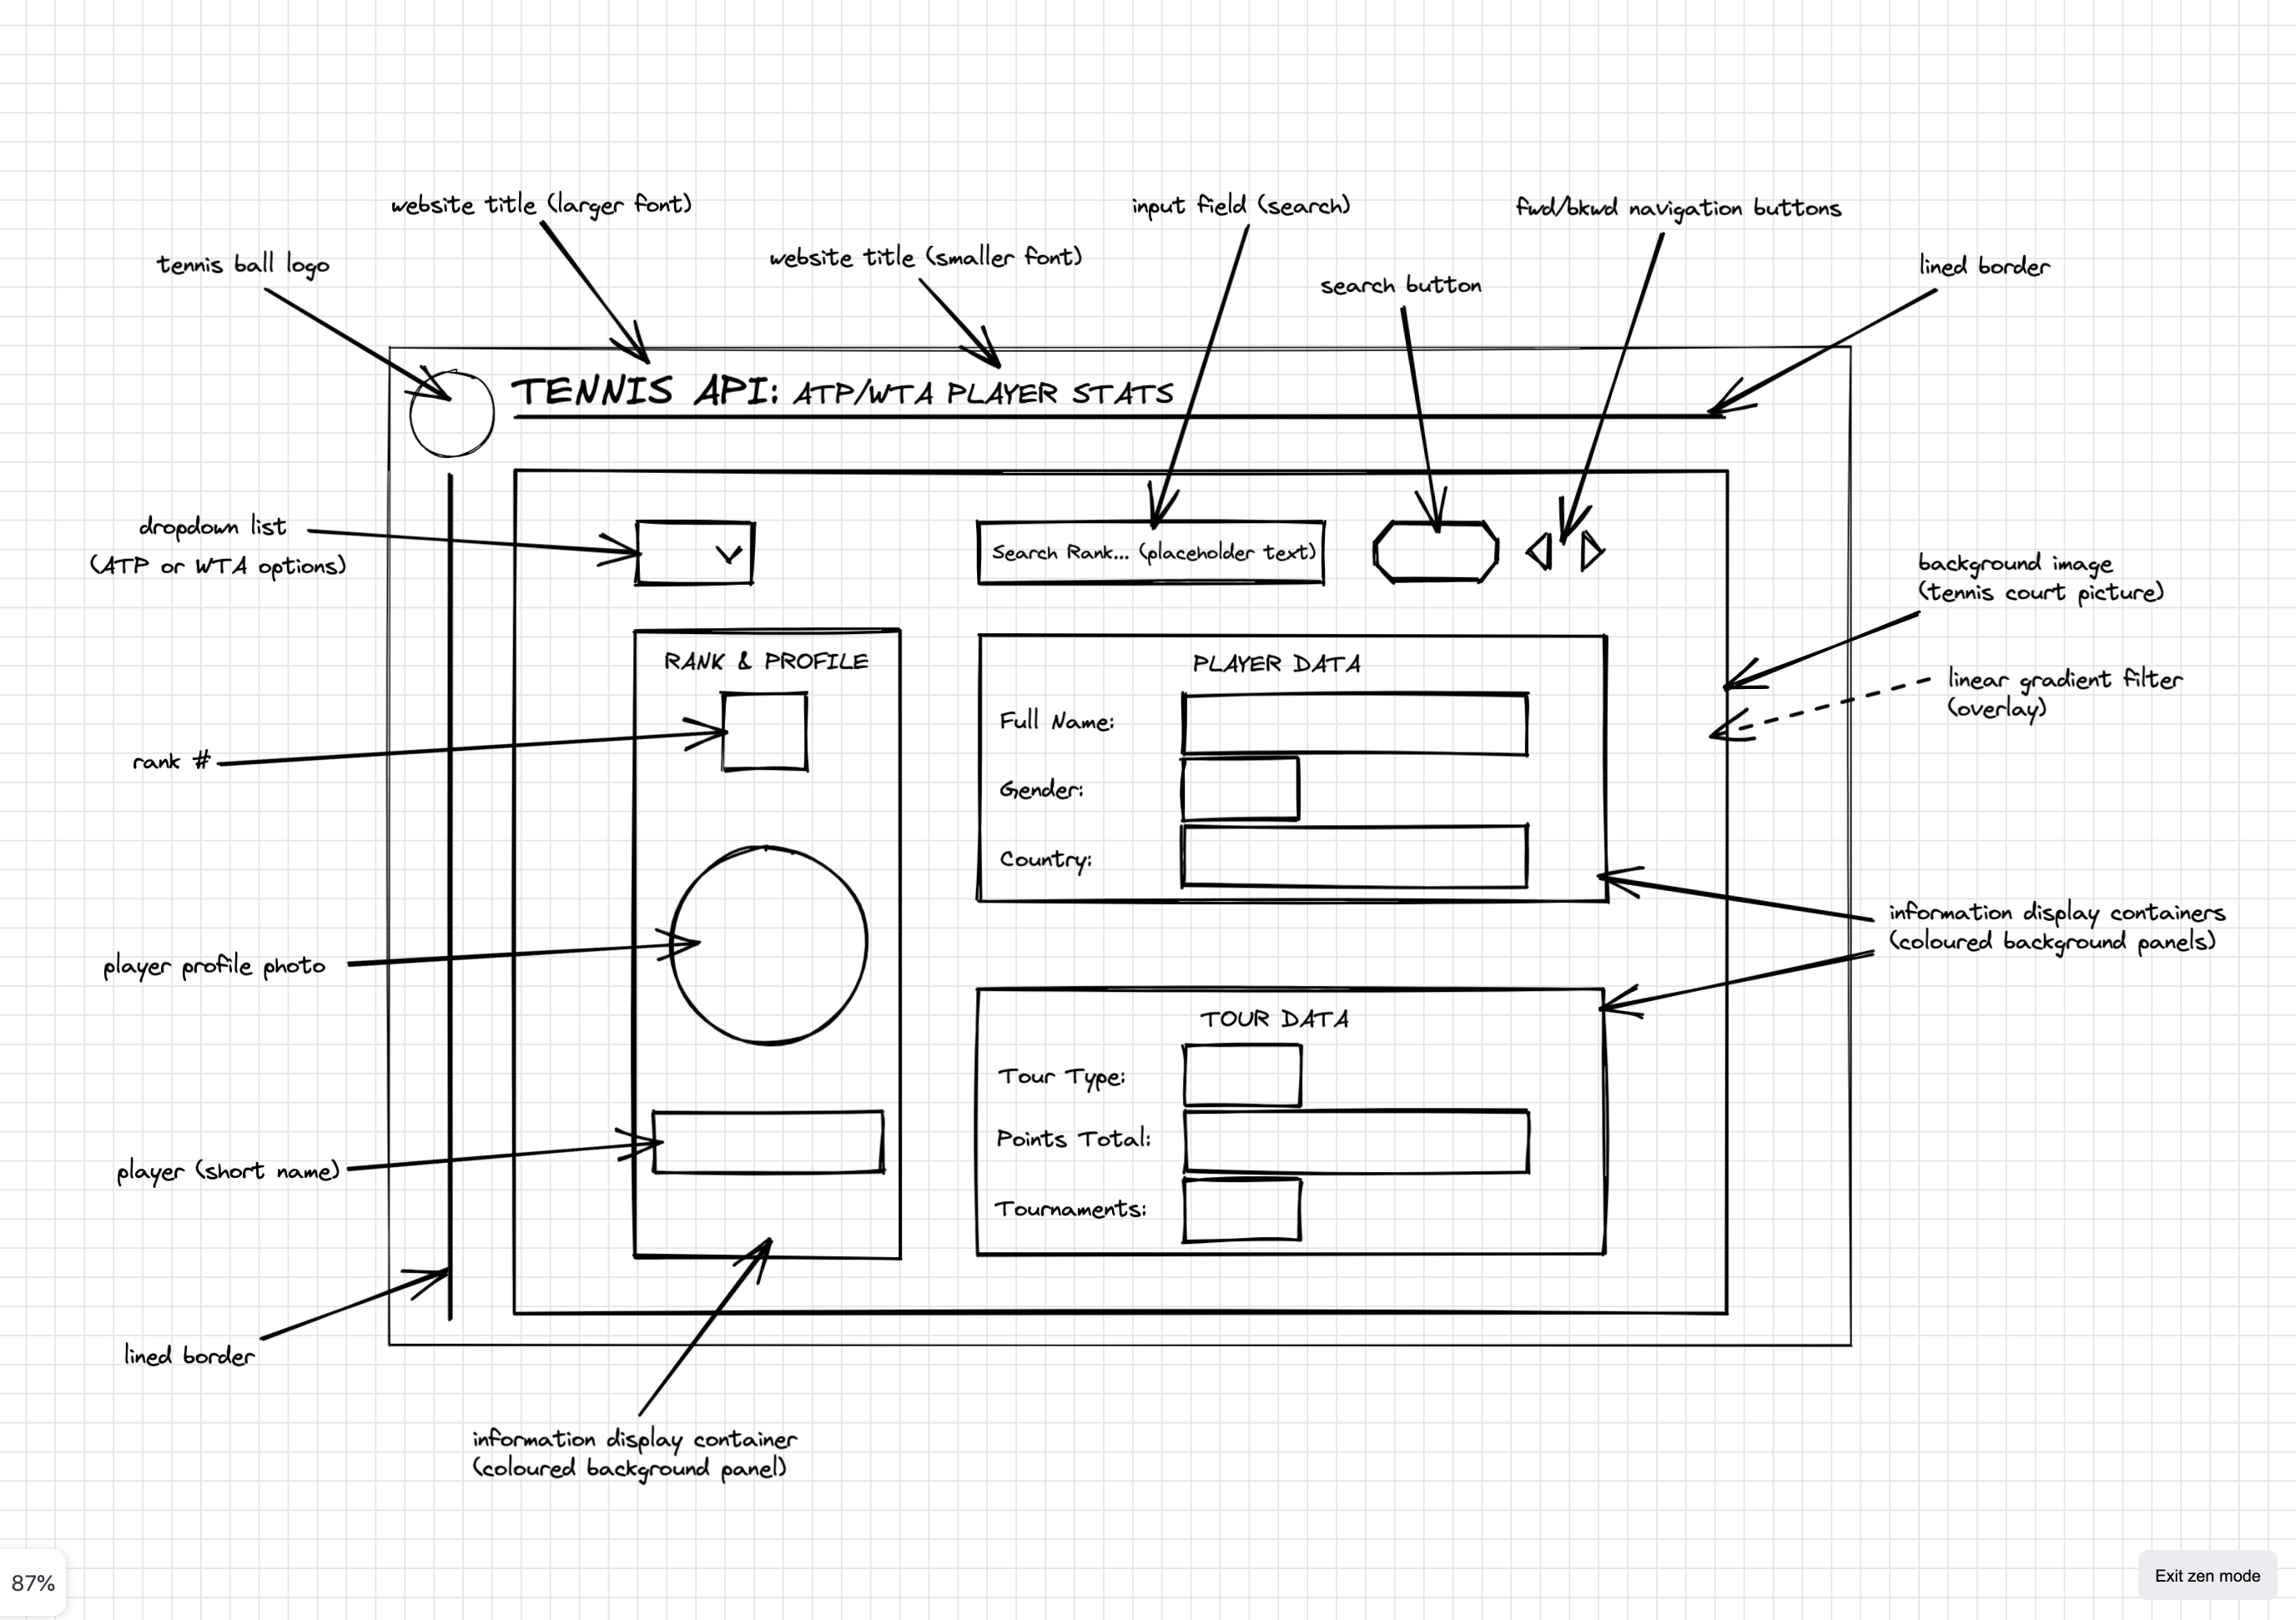 website title (larger font)
input field (search)
fwd/bkwd navigation buttons
tennis ball logo
website title (smaller font)
search button
lined border
TENNIS API: ATP/WTA PLAYER STATS
dropdown list
(ATP or WTA options)
Search Rank... (placeholder text)
background image
(tennis court picture)
RANK & PROFILE
PLAYER DATA
linear gradient filter
(overlay)
Full Name:
rank #
Gender:
Country:
information display containers
(coloured background panels)
player profile photo
TOUR DATA
Tour Type:
Points Total:
player (short name)
Tournaments:
lined border
information display container
(coloured background panel)
87%
Exit zen mode